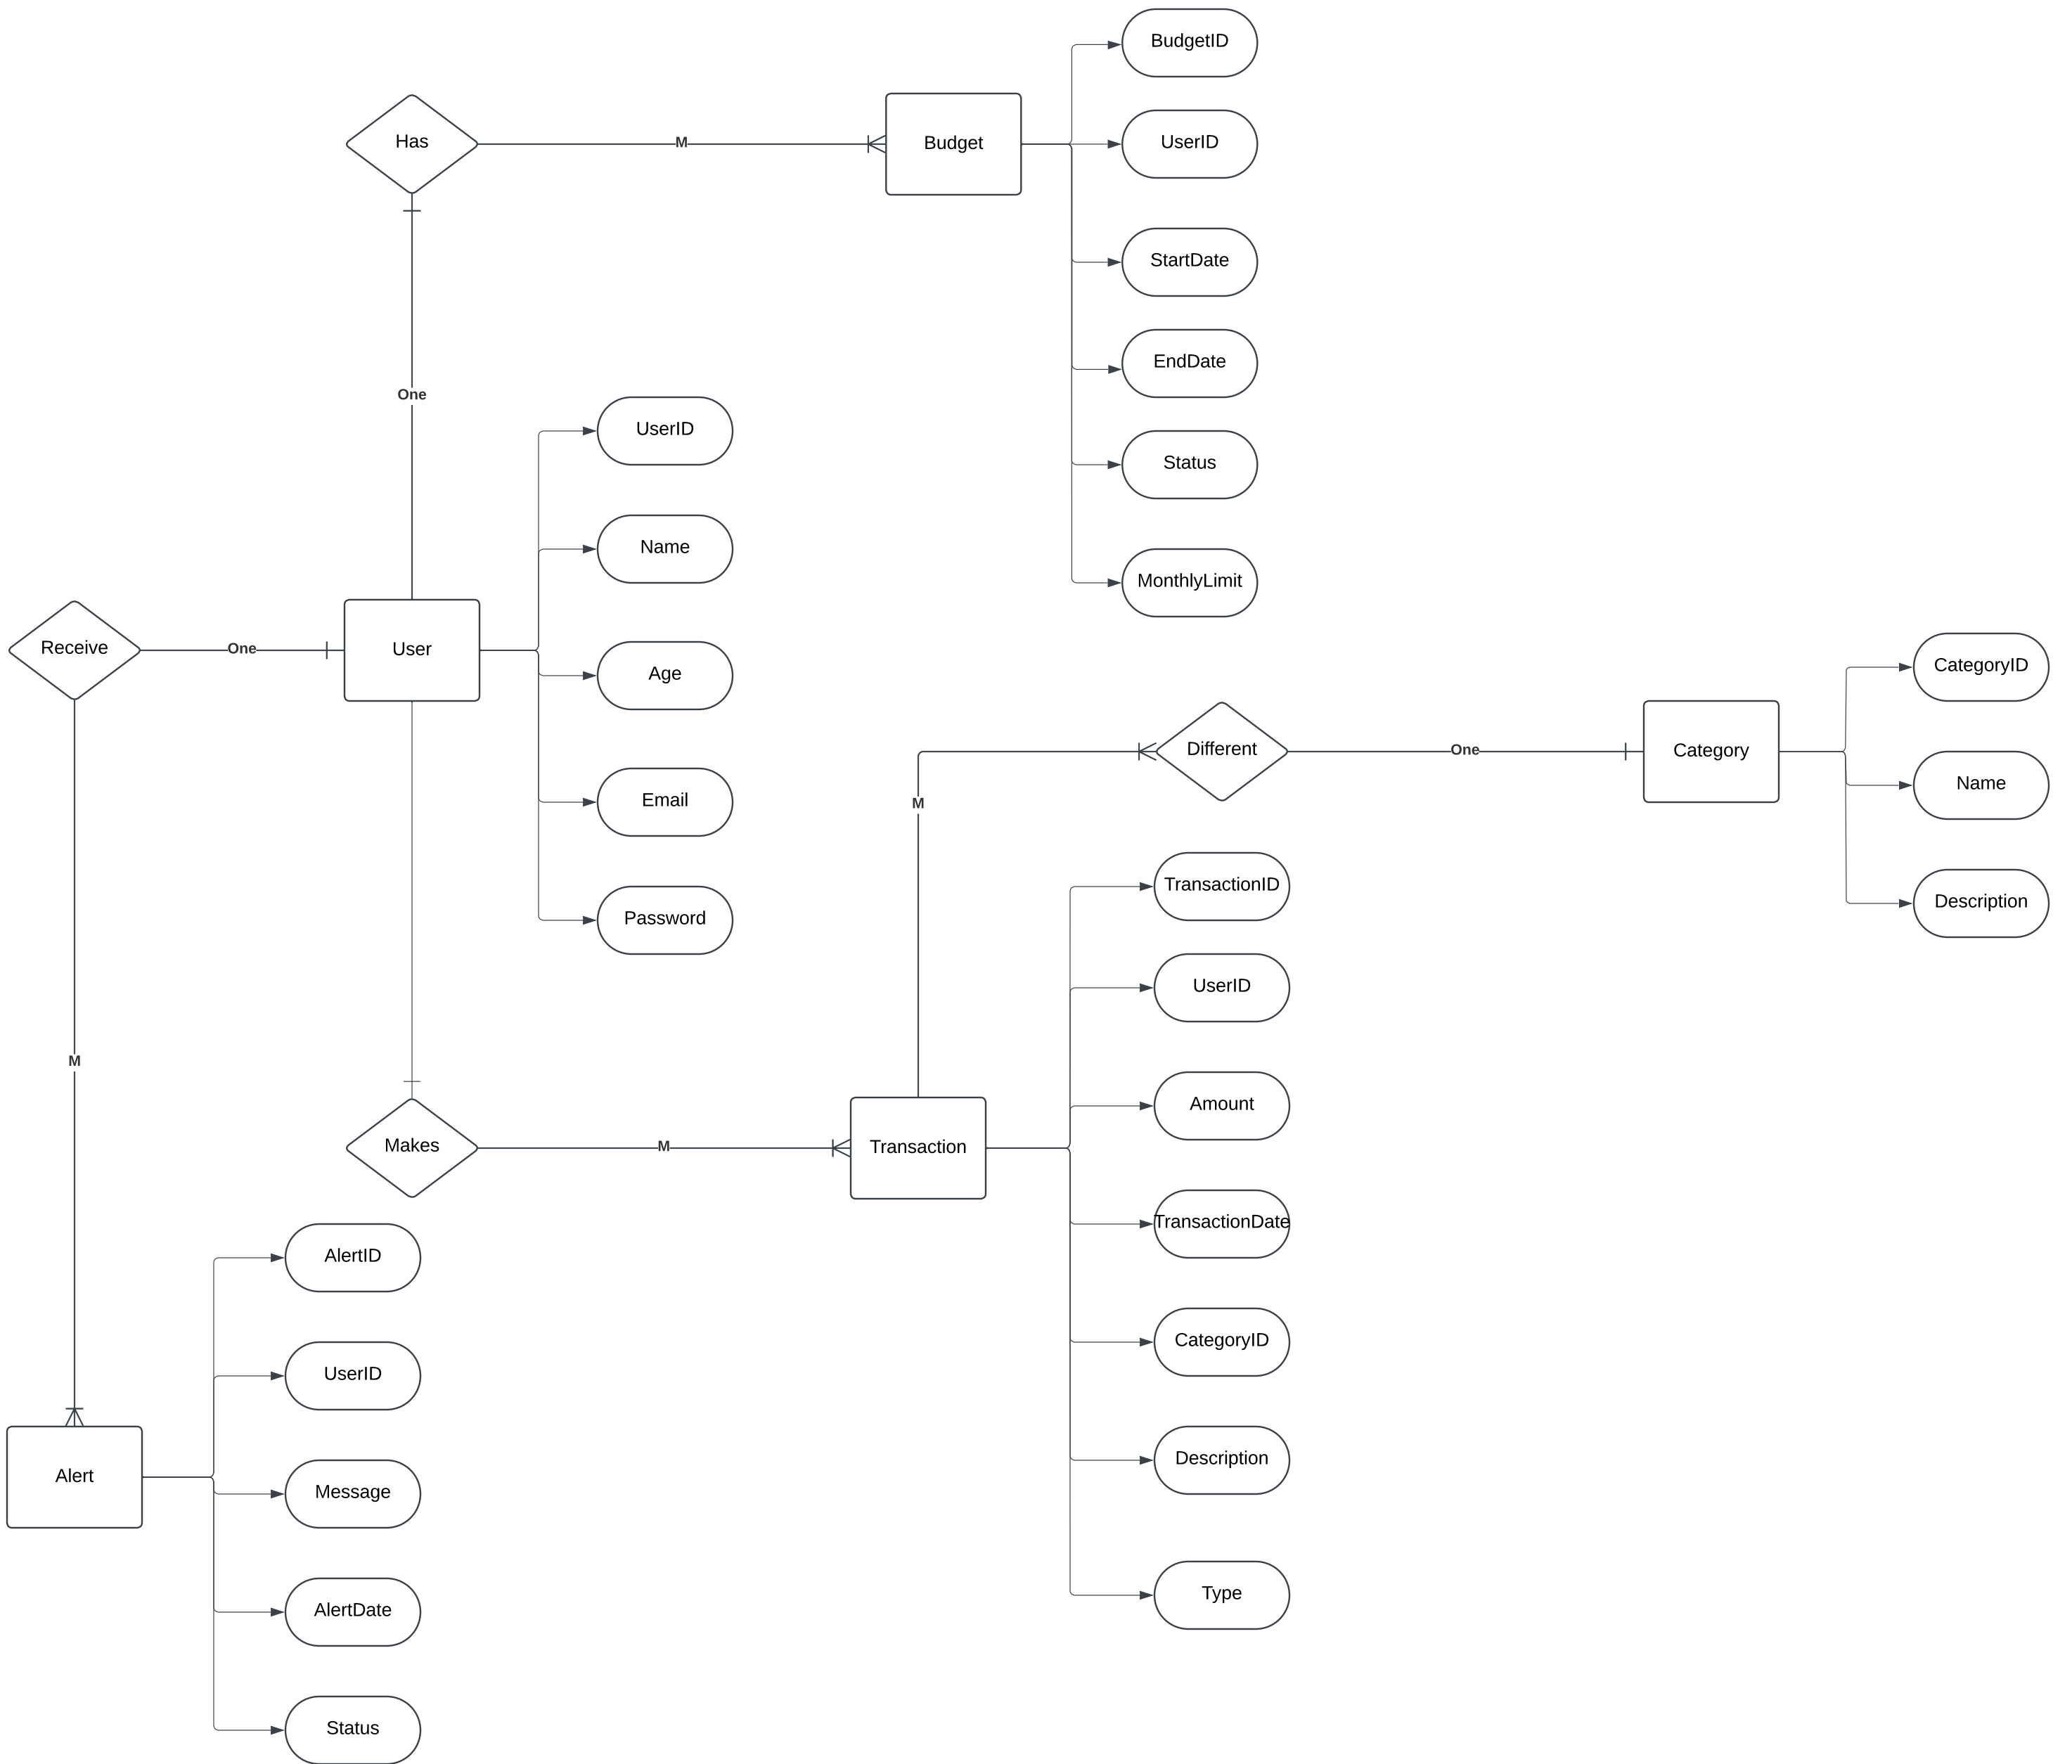 BudgetID
Has
M
Budget
UserID
StartDate
EndDate
One
UserID
Status
Name
MonthlyLimit
Receive
One
User
Age
CategoryID
Different
One
Category
Name
M
Email
TransactionID
Description
Password
UserID
M
Amount
Makes
M
Transaction
TransactionDate
AlertID
CategoryID
UserID
Description
Alert
Message
Type
AlertDate
Status